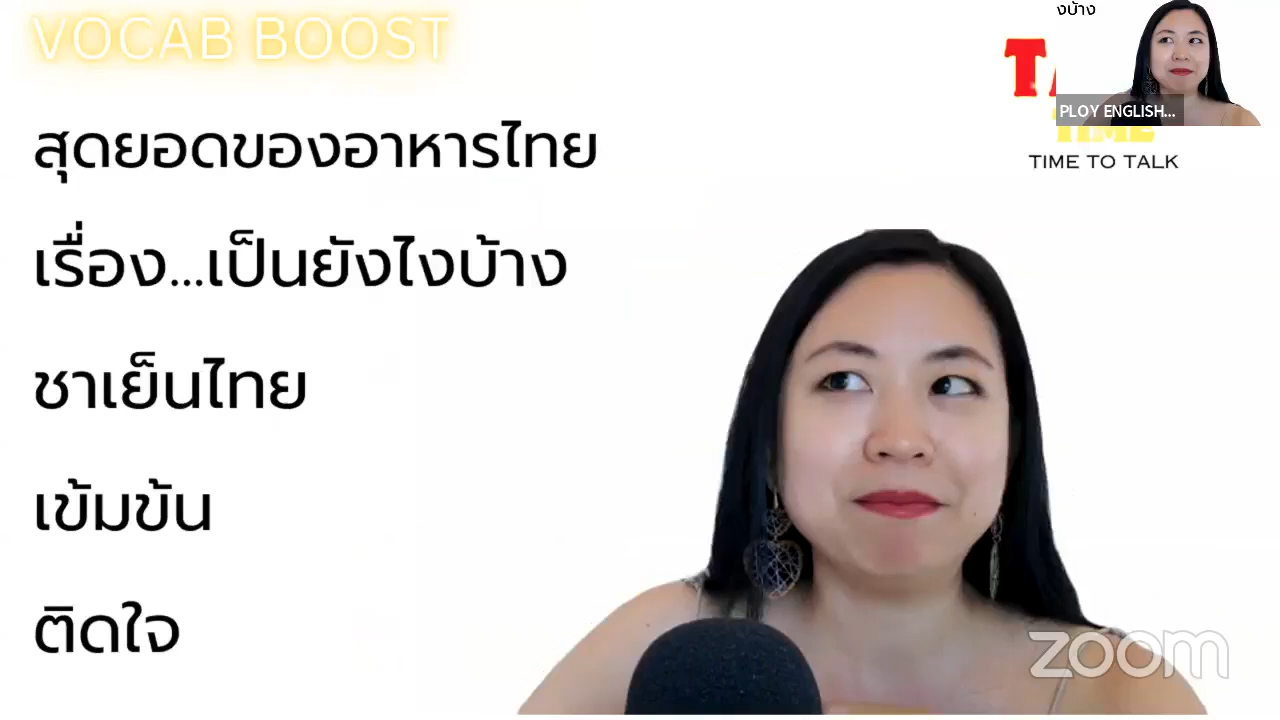 VOCAB BOOST
สุดยอดของอาหารไทย
เรื่อง...เป็นยังไงบ้าง
ชาเย็นไทย
เข้มข้น
ติดใจ
งบ้าง
PLOY ENGLISH...
TIME
TIME TO TALK
zoom